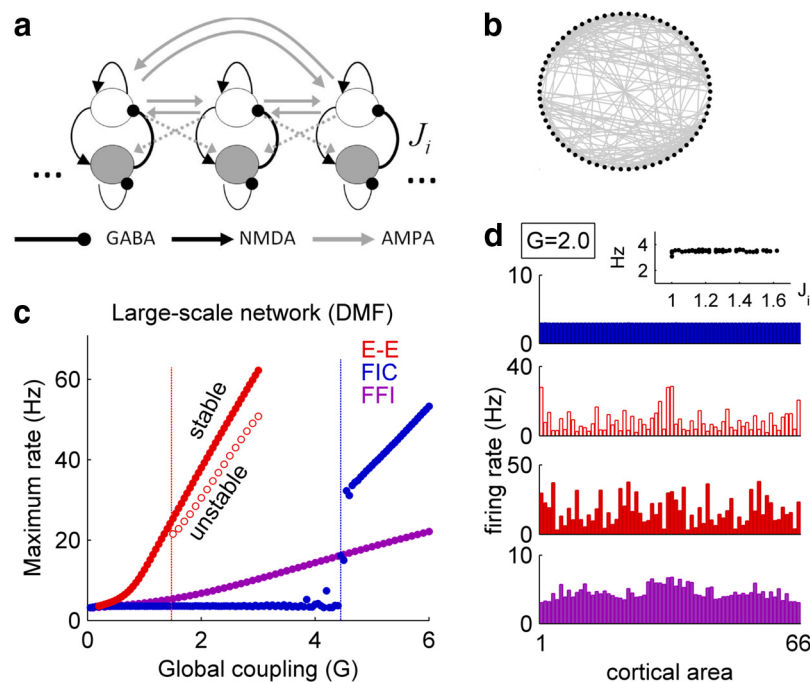 a
J_i
...
...
GABA NMDA AMPA
b
c
Large-scale network (DMF)
E-E
FIC
FFI
stable
unstable
Maximum rate (Hz)
60
40
20
0
0 2 4 6
Global coupling (G)
d
G=2.0
Hz
4
2
1 1.2 1.4 1.6
J_i
10
0
40
0
50
0
10
0
firing rate (Hz)
1 66
cortical area